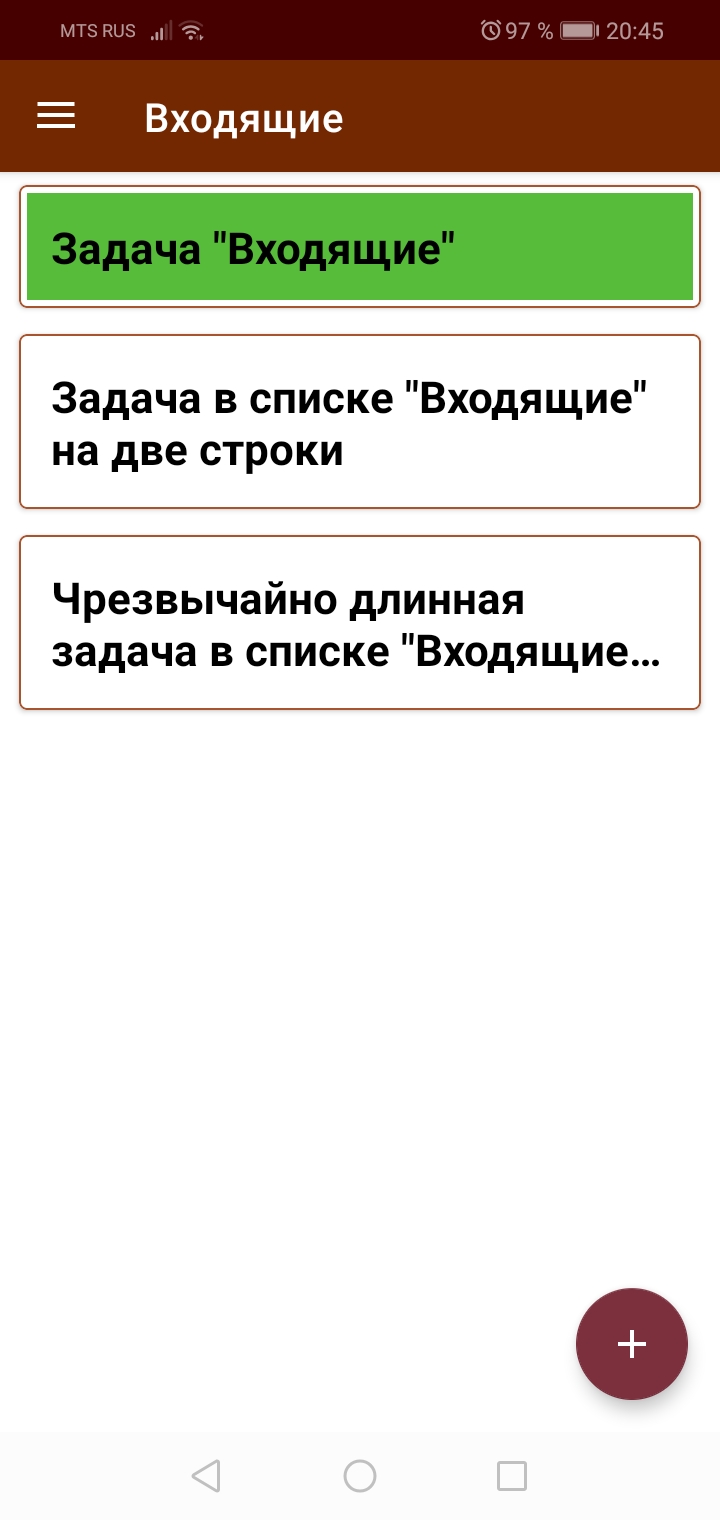 MTS RUS 97 % 20:45
Входящие
Задача "Входящие"
Задача в списке "Входящие"
на две строки
Чрезвычайно длинная
задача в списке "Входящие…